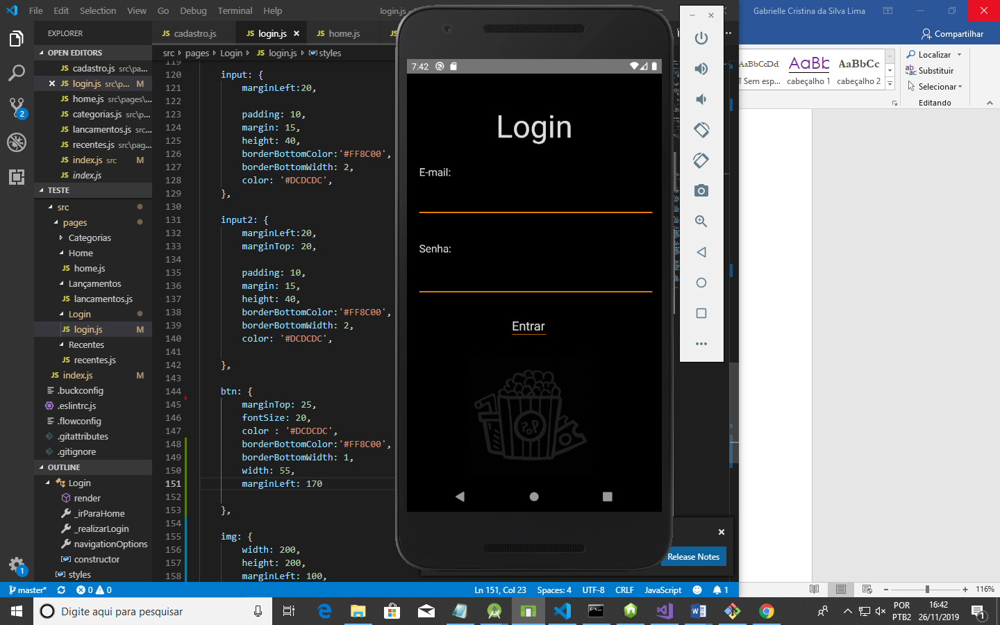 File Edit Selection View Go Debug Terminal Help
login.js -
Gabrielle Cristina da Silva Lima
Compartilhar
EXPLORER
OPEN EDITORS
JS cadastro.js src\pa...
JS login.js src\p... M
JS home.js src\pages\...
JS categorias.js src\p...
JS lancamentos.js src...
JS recentes.js src\pag...
JS index.js src M
JS index.js
TESTE
src
pages
Categorias
Home
JS home.js
Lançamentos
JS lancamentos.js
Login
JS login.js M
Recentes
JS recentes.js
JS index.js M
.buckconfig
.eslintrc.js
.flowconfig
.gitattributes
.gitignore
OUTLINE
Login
render
_irParaHome
_realizarLogin
navigationOptions
constructor
styles
2
1
JS cadastro.js JS login.js JS home.js JS
src pages Login JS login.js styles
119
120 input: {
121 marginLeft:20,
122
123 padding: 10,
124 margin: 15,
125 height: 40,
126 borderBottomColor:'#FF8C00',
127 borderBottomWidth: 2,
128 color: '#DCDCDC',
129 },
130
131 input2: {
132 marginLeft:20,
133 marginTop: 20,
134
135 padding: 10,
136 margin: 15,
137 height: 40,
138 borderBottomColor:'#FF8C00',
139 borderBottomWidth: 2,
140 color: '#DCDCDC',
141
142 },
143
144 btn: {
145 marginTop: 25,
146 fontSize: 20,
147 color : '#DCDCDC',
148 borderBottomColor:'#FF8C00',
149 borderBottomWidth: 1,
150 width: 55,
151 marginLeft: 170
152
153 },
154
155 img: {
156 width: 200,
157 height: 200,
158 marginLeft: 100,
7:42
Login
E-mail:
Senha:
Entrar
P P
Release Notes
AaBbCcDd AaBb AaBbCc
¶ Sem esp... cabeçalho 1 cabeçalho 2
Localizar
Substituir
Selecionar
Editando
master* 0 0 Ln 151, Col 23 Spaces: 4 UTF-8 CRLF JavaScript 1
116%
Digite aqui para pesquisar
POR
PTB2
16:42
26/11/2019
1